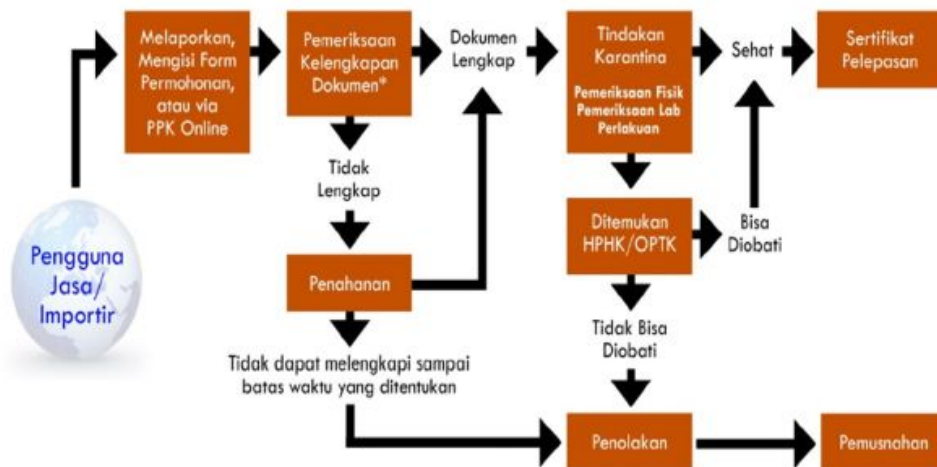 Melaporkan,
Mengisi Form
Permohonan,
atau via
PPK Online
Pemeriksaan
Kelengkapan
Dokumen*
Dokumen
Lengkap
Tindakan
Karantina
Pemeriksaan Fisik
Pemeriksaan Lab
Perlakuan
Sehat
Sertifikat
Pelepasan
Tidak
Lengkap
Ditemukan
HPHK/OPTK
Bisa
Diobati
Pengguna
Jasa/
Importir
Penahanan
Tidak Bisa
Diobati
Tidak dapat melengkapi sampai
batas waktu yang ditentukan
Penolakan
Pemusnahan